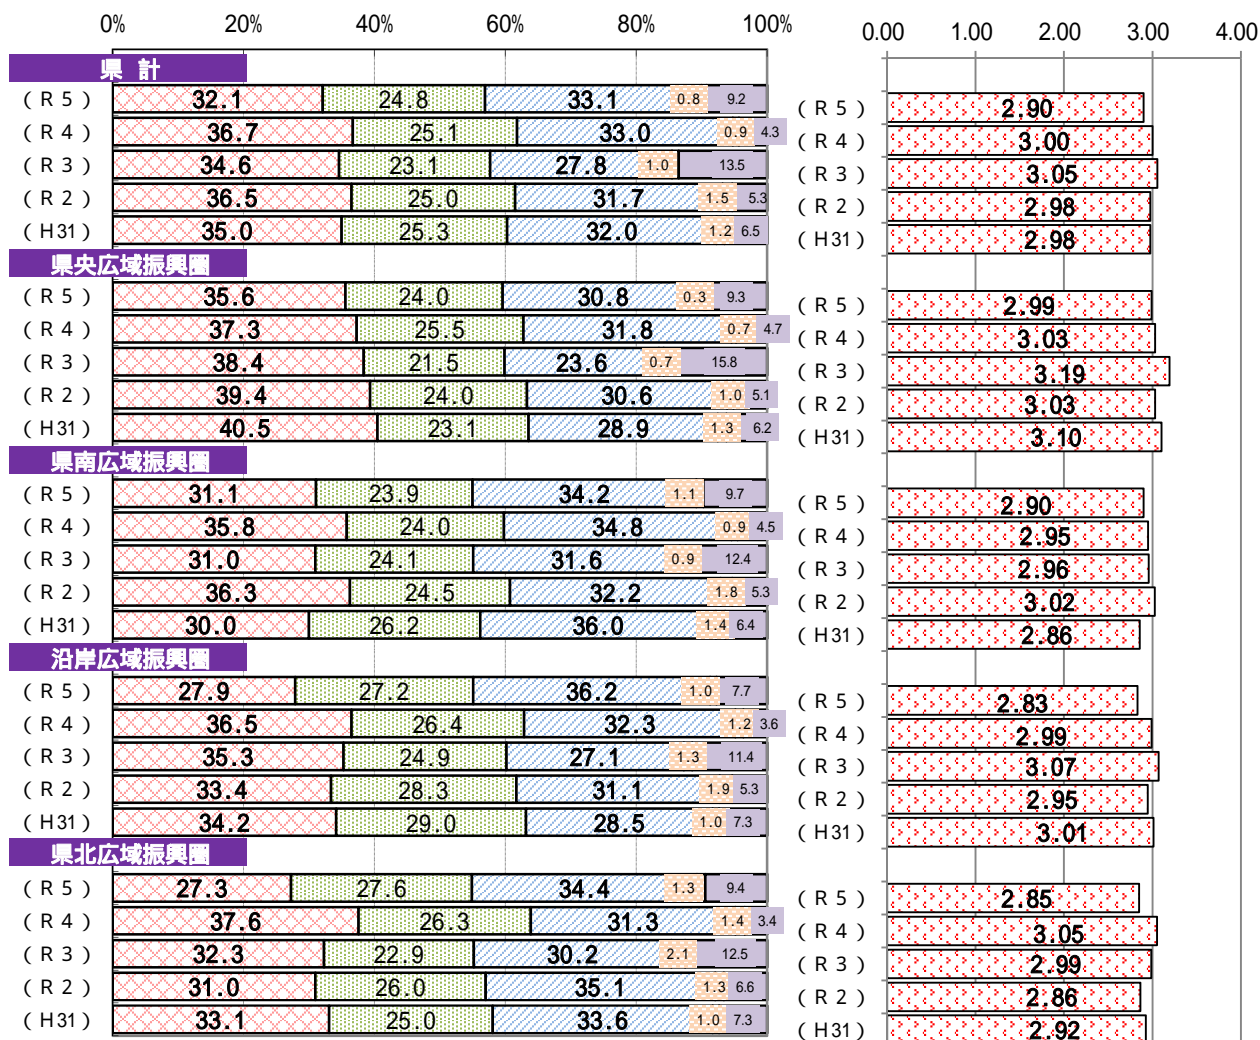 0% 20% 40% 60% 80% 100%
0.00 1.00 2.00 3.00 4.00
県 計
(R5) 32.1 24.8 33.1 0.8 9.2 (R5) 2.90
(R4) 36.7 25.1 33.0 0.9 4.3 (R4) 3.00
(R3) 34.6 23.1 27.8 1.0 13.5 (R3) 3.05
(R2) 36.5 25.0 31.7 1.5 5.3 (R2) 2.98
(H31) 35.0 25.3 32.0 1.2 6.5 (H31) 2.98
県央広域振興圏
(R5) 35.6 24.0 30.8 0.3 9.3 (R5) 2.99
(R4) 37.3 25.5 31.8 0.7 4.7 (R4) 3.03
(R3) 38.4 21.5 23.6 0.7 15.8 (R3) 3.19
(R2) 39.4 24.0 30.6 1.0 5.1 (R2) 3.03
(H31) 40.5 23.1 28.9 1.3 6.2 (H31) 3.10
県南広域振興圏
(R5) 31.1 23.9 34.2 1.1 9.7 (R5) 2.90
(R4) 35.8 24.0 34.8 0.9 4.5 (R4) 2.95
(R3) 31.0 24.1 31.6 0.9 12.4 (R3) 2.96
(R2) 36.3 24.5 32.2 1.8 5.3 (R2) 3.02
(H31) 30.0 26.2 36.0 1.4 6.4 (H31) 2.86
沿岸広域振興圏
(R5) 27.9 27.2 36.2 1.0 7.7 (R5) 2.83
(R4) 36.5 26.4 32.3 1.2 3.6 (R4) 2.99
(R3) 35.3 24.9 27.1 1.3 11.4 (R3) 3.07
(R2) 33.4 28.3 31.1 1.9 5.3 (R2) 2.95
(H31) 34.2 29.0 28.5 1.0 7.3 (H31) 3.01
県北広域振興圏
(R5) 27.3 27.6 34.4 1.3 9.4 (R5) 2.85
(R4) 37.6 26.3 31.3 1.4 3.4 (R4) 3.05
(R3) 32.3 22.9 30.2 2.1 12.5 (R3) 2.99
(R2) 31.0 26.0 35.1 1.3 6.6 (R2) 2.86
(H31) 33.1 25.0 33.6 1.0 7.3 (H31) 2.92